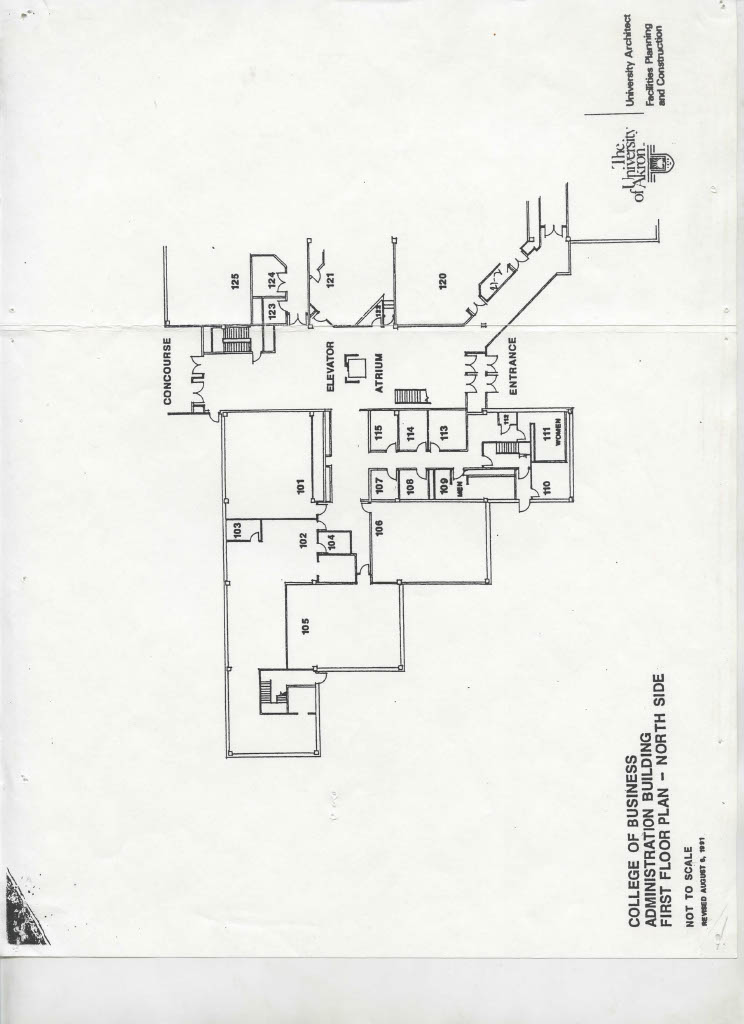 CONCOURSE
125
103
123 124
102
101
105
104
ELEVATOR
121
106
107
115
ATRIUM
122
108
114
109
113
120
MEN
112
ENTRANCE
110
111
WOMEN
COLLEGE OF BUSINESS
ADMINISTRATION BUILDING
FIRST FLOOR PLAN - NORTH SIDE
NOT TO SCALE
REVISED AUGUST 5, 1991
The
University
of Akron
University Architect
Facilities Planning
and Construction